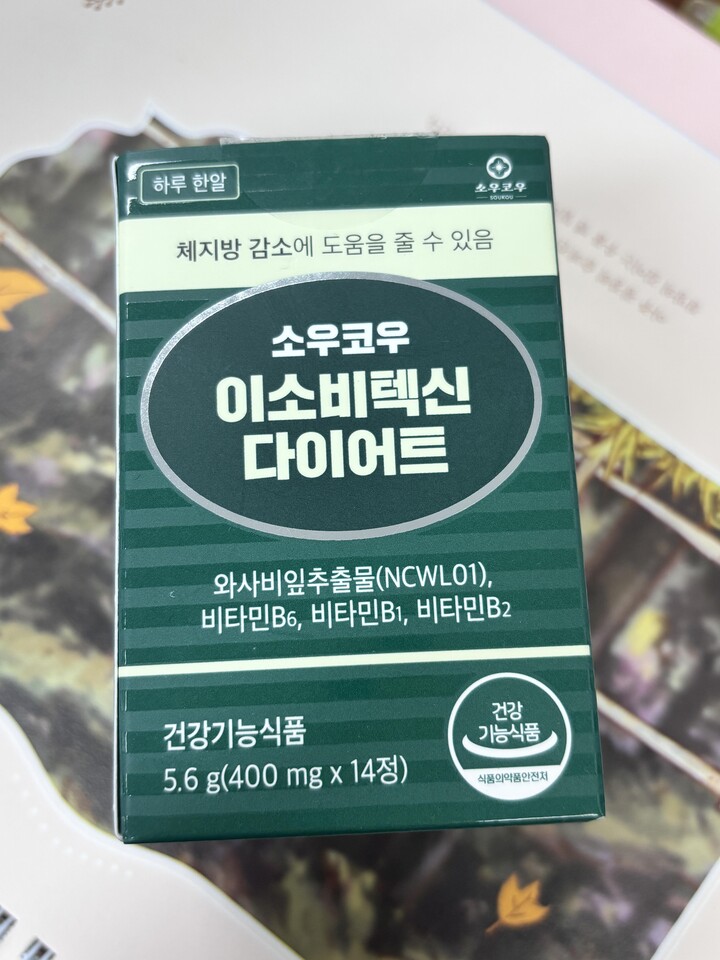 하루 한알
소우코우
SOUKOU
체지방 감소에 도움을 줄 수 있음
소우코우
이소비텍신
다이어트
와사비잎추출물(NCWL01),
비타민B6, 비타민B1, 비타민B2
건강기능식품
5.6 g(400 mg x 14정)
건강
기능식품
식품의약품안전처